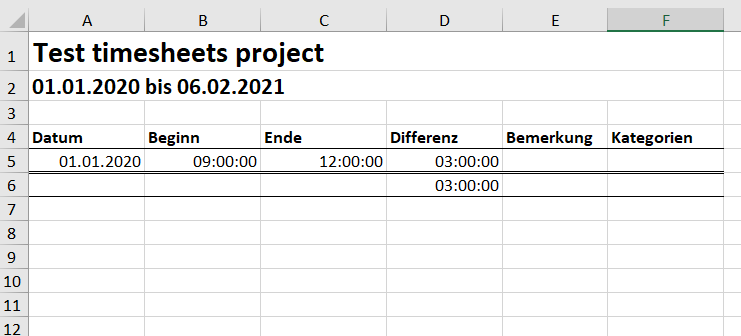 A B C D E F
1 Test timesheets project
2 01.01.2020 bis 06.02.2021
3
4 Datum Beginn Ende Differenz Bemerkung Kategorien
5 01.01.2020 09:00:00 12:00:00 03:00:00
6 03:00:00
7
8
9
10
11
12